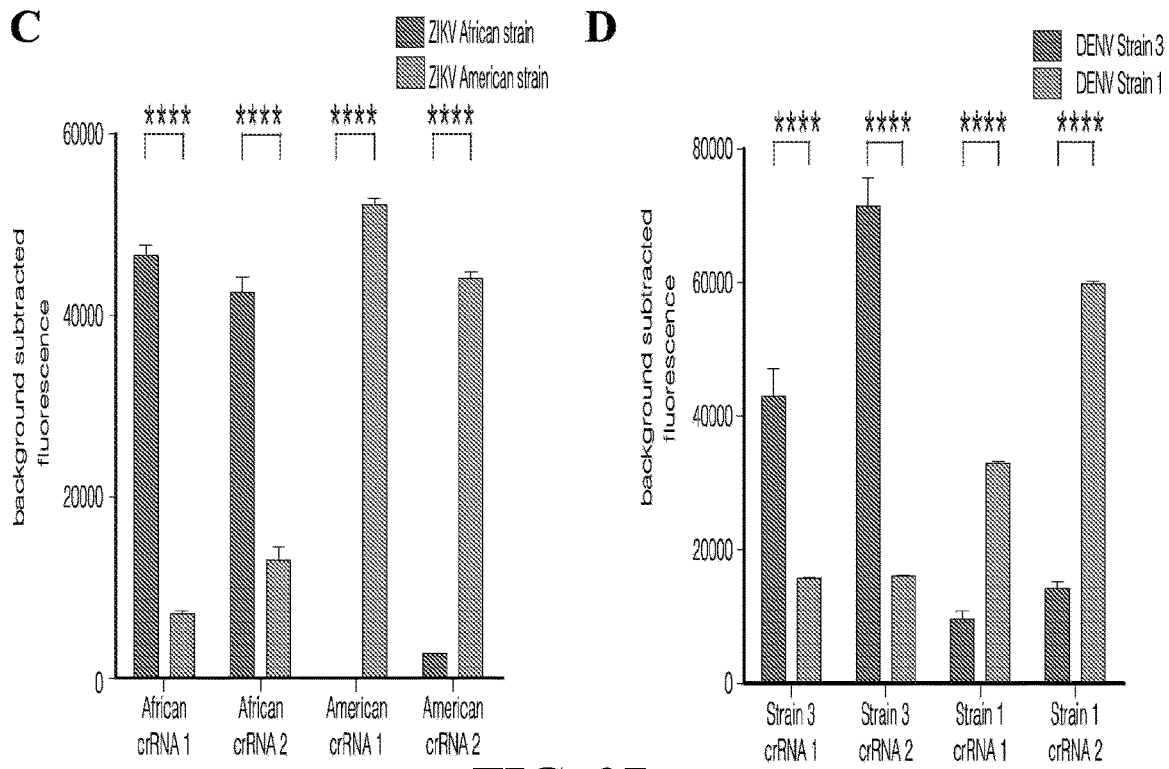 C
ZIKV African strain
ZIKV American strain
**** **** **** ****
60000
40000
20000
0
background subtracted
fluorescence
African
crRNA 1
African
crRNA 2
American
crRNA 1
American
crRNA 2
D
DENV Strain 3
DENV Strain 1
**** **** **** ****
80000
60000
40000
20000
0
background subtracted
fluorescence
Strain 3
crRNA 1
Strain 3
crRNA 2
Strain 1
crRNA 1
Strain 1
crRNA 2